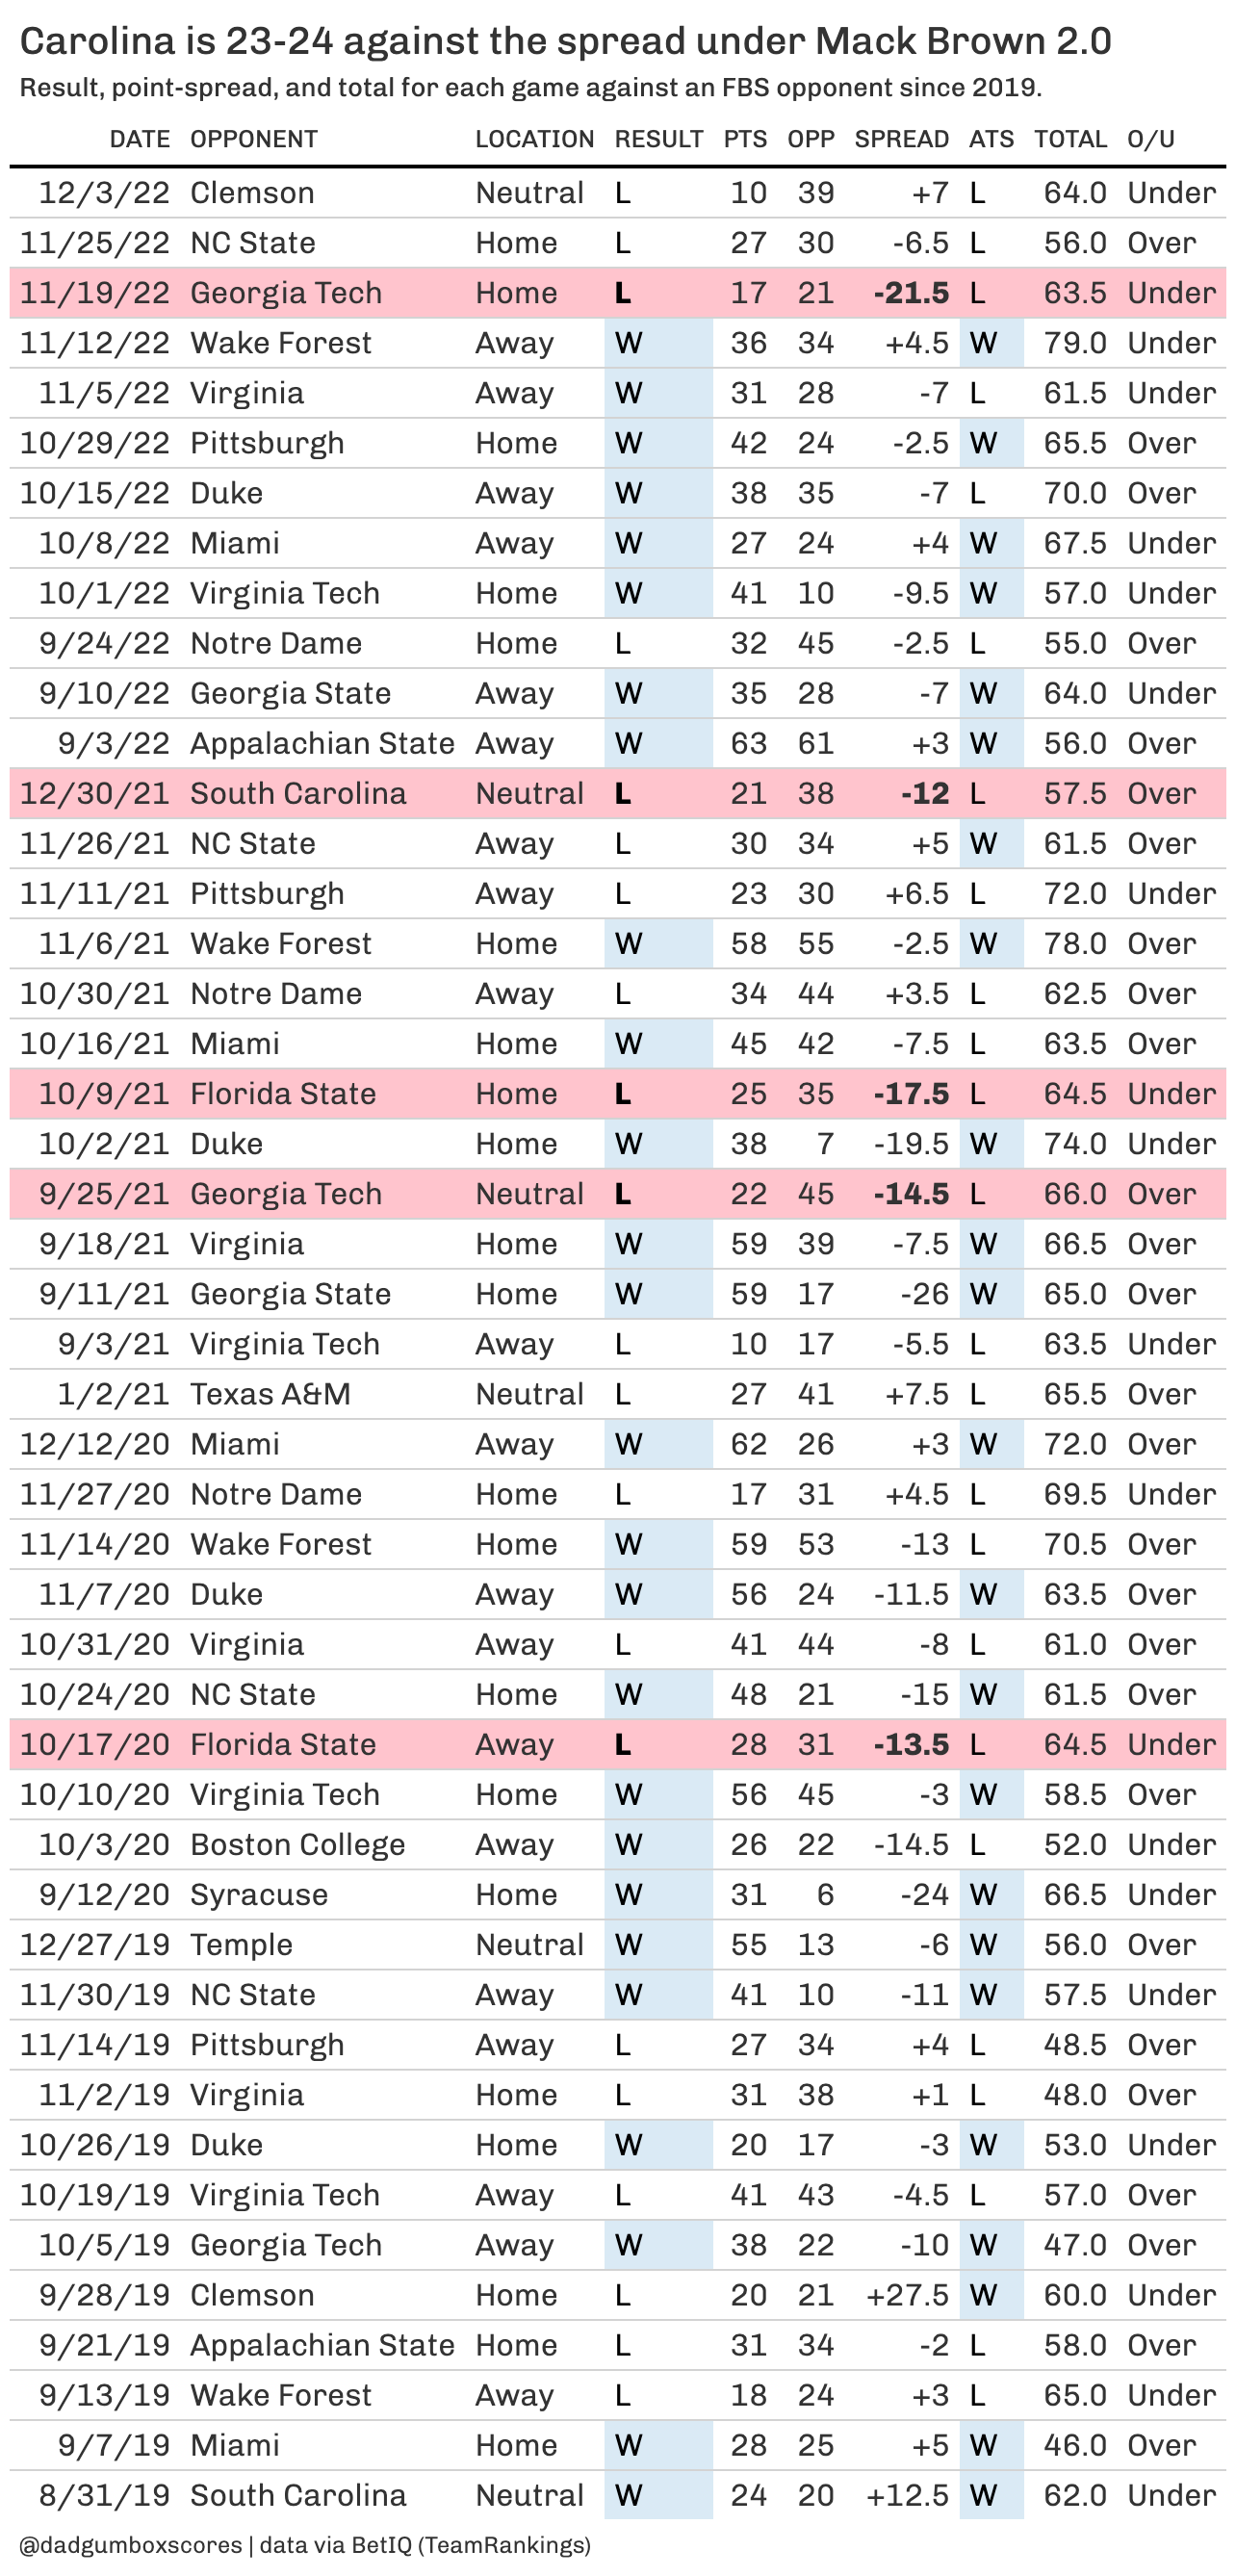 Carolina is 23-24 against the spread under Mack Brown 2.0
Result, point-spread, and total for each game against an FBS opponent since 2019.
DATE OPPONENT LOCATION RESULT PTS OPP SPREAD ATS TOTAL O/U
12/3/22 Clemson Neutral L 10 39 +7 L 64.0 Under
11/25/22 NC State Home L 27 30 -6.5 L 56.0 Over
11/19/22 Georgia Tech Home L 17 21 -21.5 L 63.5 Under
11/12/22 Wake Forest Away W 36 34 +4.5 W 79.0 Under
11/5/22 Virginia Away W 31 28 -7 L 61.5 Under
10/29/22 Pittsburgh Home W 42 24 -2.5 W 65.5 Over
10/15/22 Duke Away W 38 35 -7 L 70.0 Over
10/8/22 Miami Away W 27 24 +4 W 67.5 Under
10/1/22 Virginia Tech Home W 41 10 -9.5 W 57.0 Under
9/24/22 Notre Dame Home L 32 45 -2.5 L 55.0 Over
9/10/22 Georgia State Away W 35 28 -7 W 64.0 Under
9/3/22 Appalachian State Away W 63 61 +3 W 56.0 Over
12/30/21 South Carolina Neutral L 21 38 -12 L 57.5 Over
11/26/21 NC State Away L 30 34 +5 W 61.5 Over
11/11/21 Pittsburgh Away L 23 30 +6.5 L 72.0 Under
11/6/21 Wake Forest Home W 58 55 -2.5 W 78.0 Over
10/30/21 Notre Dame Away L 34 44 +3.5 L 62.5 Over
10/16/21 Miami Home W 45 42 -7.5 L 63.5 Over
10/9/21 Florida State Home L 25 35 -17.5 L 64.5 Under
10/2/21 Duke Home W 38 7 -19.5 W 74.0 Under
9/25/21 Georgia Tech Neutral L 22 45 -14.5 L 66.0 Over
9/18/21 Virginia Home W 59 39 -7.5 W 66.5 Over
9/11/21 Georgia State Home W 59 17 -26 W 65.0 Over
9/3/21 Virginia Tech Away L 10 17 -5.5 L 63.5 Under
1/2/21 Texas A&M Neutral L 27 41 +7.5 L 65.5 Over
12/12/20 Miami Away W 62 26 +3 W 72.0 Over
11/27/20 Notre Dame Home L 17 31 +4.5 L 69.5 Under
11/14/20 Wake Forest Home W 59 53 -13 L 70.5 Over
11/7/20 Duke Away W 56 24 -11.5 W 63.5 Over
10/31/20 Virginia Away L 41 44 -8 L 61.0 Over
10/24/20 NC State Home W 48 21 -15 W 61.5 Over
10/17/20 Florida State Away L 28 31 -13.5 L 64.5 Under
10/10/20 Virginia Tech Home W 56 45 -3 W 58.5 Over
10/3/20 Boston College Away W 26 22 -14.5 L 52.0 Under
9/12/20 Syracuse Home W 31 6 -24 W 66.5 Under
12/27/19 Temple Neutral W 55 13 -6 W 56.0 Over
11/30/19 NC State Away W 41 10 -11 W 57.5 Under
11/14/19 Pittsburgh Away L 27 34 +4 L 48.5 Over
11/2/19 Virginia Home L 31 38 +1 L 48.0 Over
10/26/19 Duke Home W 20 17 -3 W 53.0 Under
10/19/19 Virginia Tech Away L 41 43 -4.5 L 57.0 Over
10/5/19 Georgia Tech Away W 38 22 -10 W 47.0 Over
9/28/19 Clemson Home L 20 21 +27.5 W 60.0 Under
9/21/19 Appalachian State Home L 31 34 -2 L 58.0 Over
9/13/19 Wake Forest Away L 18 24 +3 L 65.0 Under
9/7/19 Miami Home W 28 25 +5 W 46.0 Over
8/31/19 South Carolina Neutral W 24 20 +12.5 W 62.0 Under
@dadgumboxscores | data via BetIQ (TeamRankings)